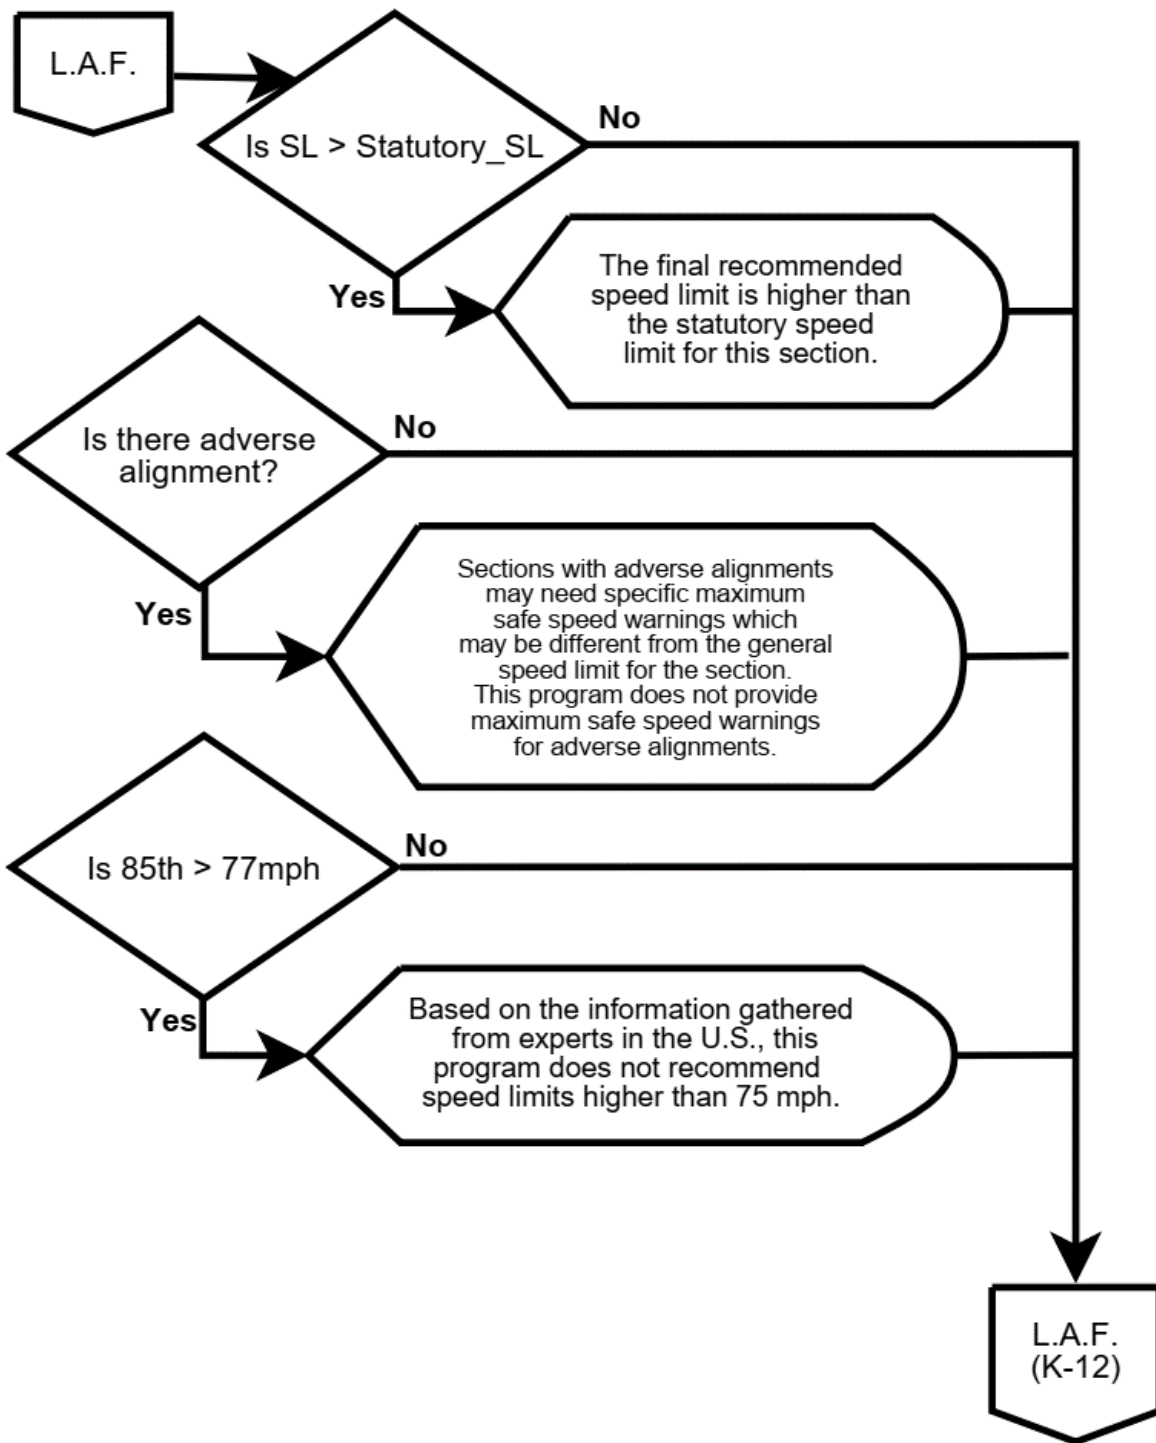 L.A.F.
Is SL > Statutory_SL
No
Yes
The final recommended
speed limit is higher than
the statutory speed
limit for this section.
Is there adverse
alignment?
No
Yes
Sections with adverse alignments
may need specific maximum
safe speed warnings which
may be different from the general
speed limit for the section.
This program does not provide
maximum safe speed warnings
for adverse alignments.
Is 85th > 77mph
No
Yes
Based on the information gathered
from experts in the U.S., this
program does not recommend
speed limits higher than 75 mph.
L.A.F.
(K-12)